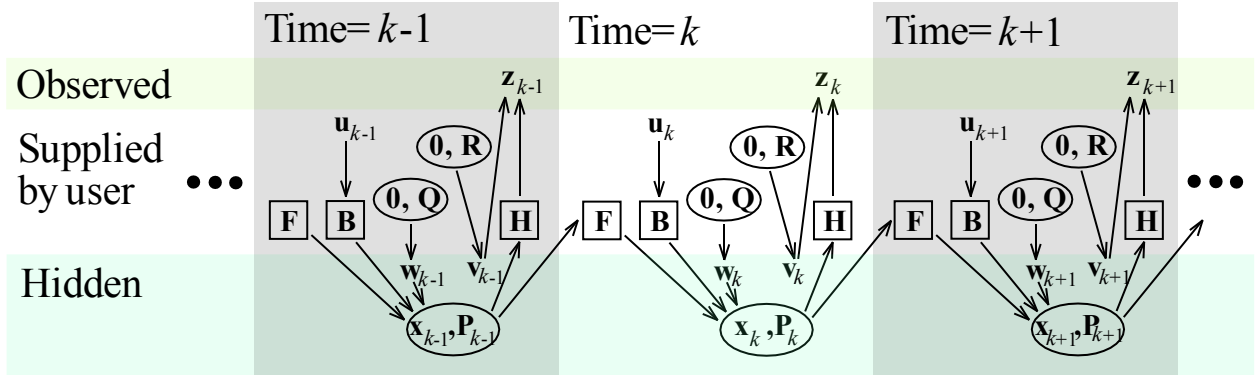 Time= k-1 Time= k Time= k+1
Observed z k-1 z k z k+1
u k-1 u k u k+1
Supplied by user
0, R 0, R 0, R
••• 0, Q 0, Q 0, Q •••
F B H F B H F B H
Hidden
w k-1 v k-1 w k v k w k+1 v k+1
x k-1 ,P k-1 x k ,P k x k+1 ,P k+1